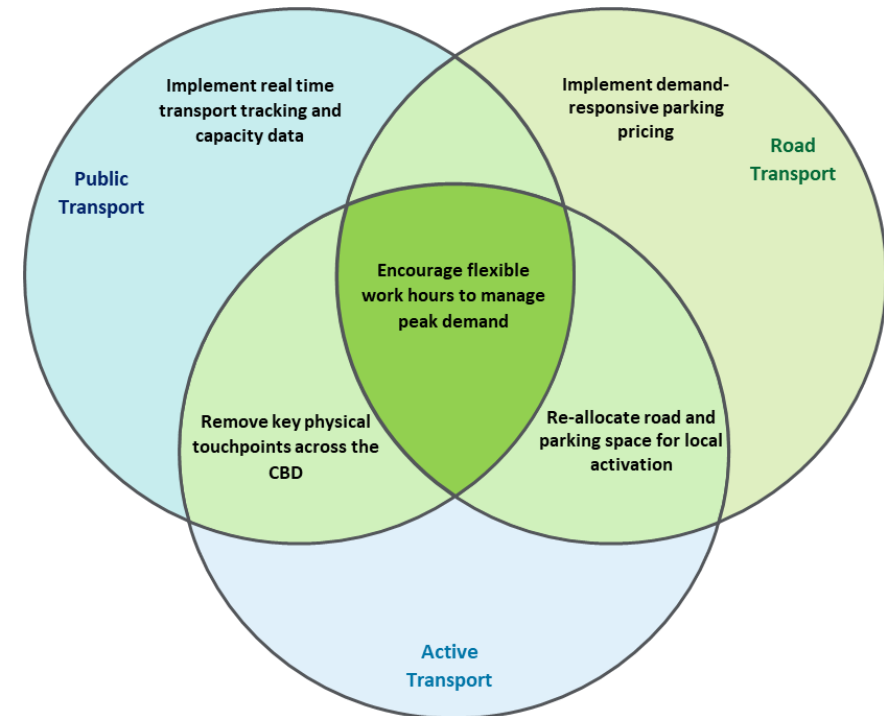 Implement real time
transport tracking and
capacity data
Implement demand-
responsive parking
pricing
Public
Transport
Road
Transport
Encourage flexible
work hours to manage
peak demand
Remove key physical
touchpoints across the
CBD
Re-allocate road and
parking space for local
activation
Active
Transport